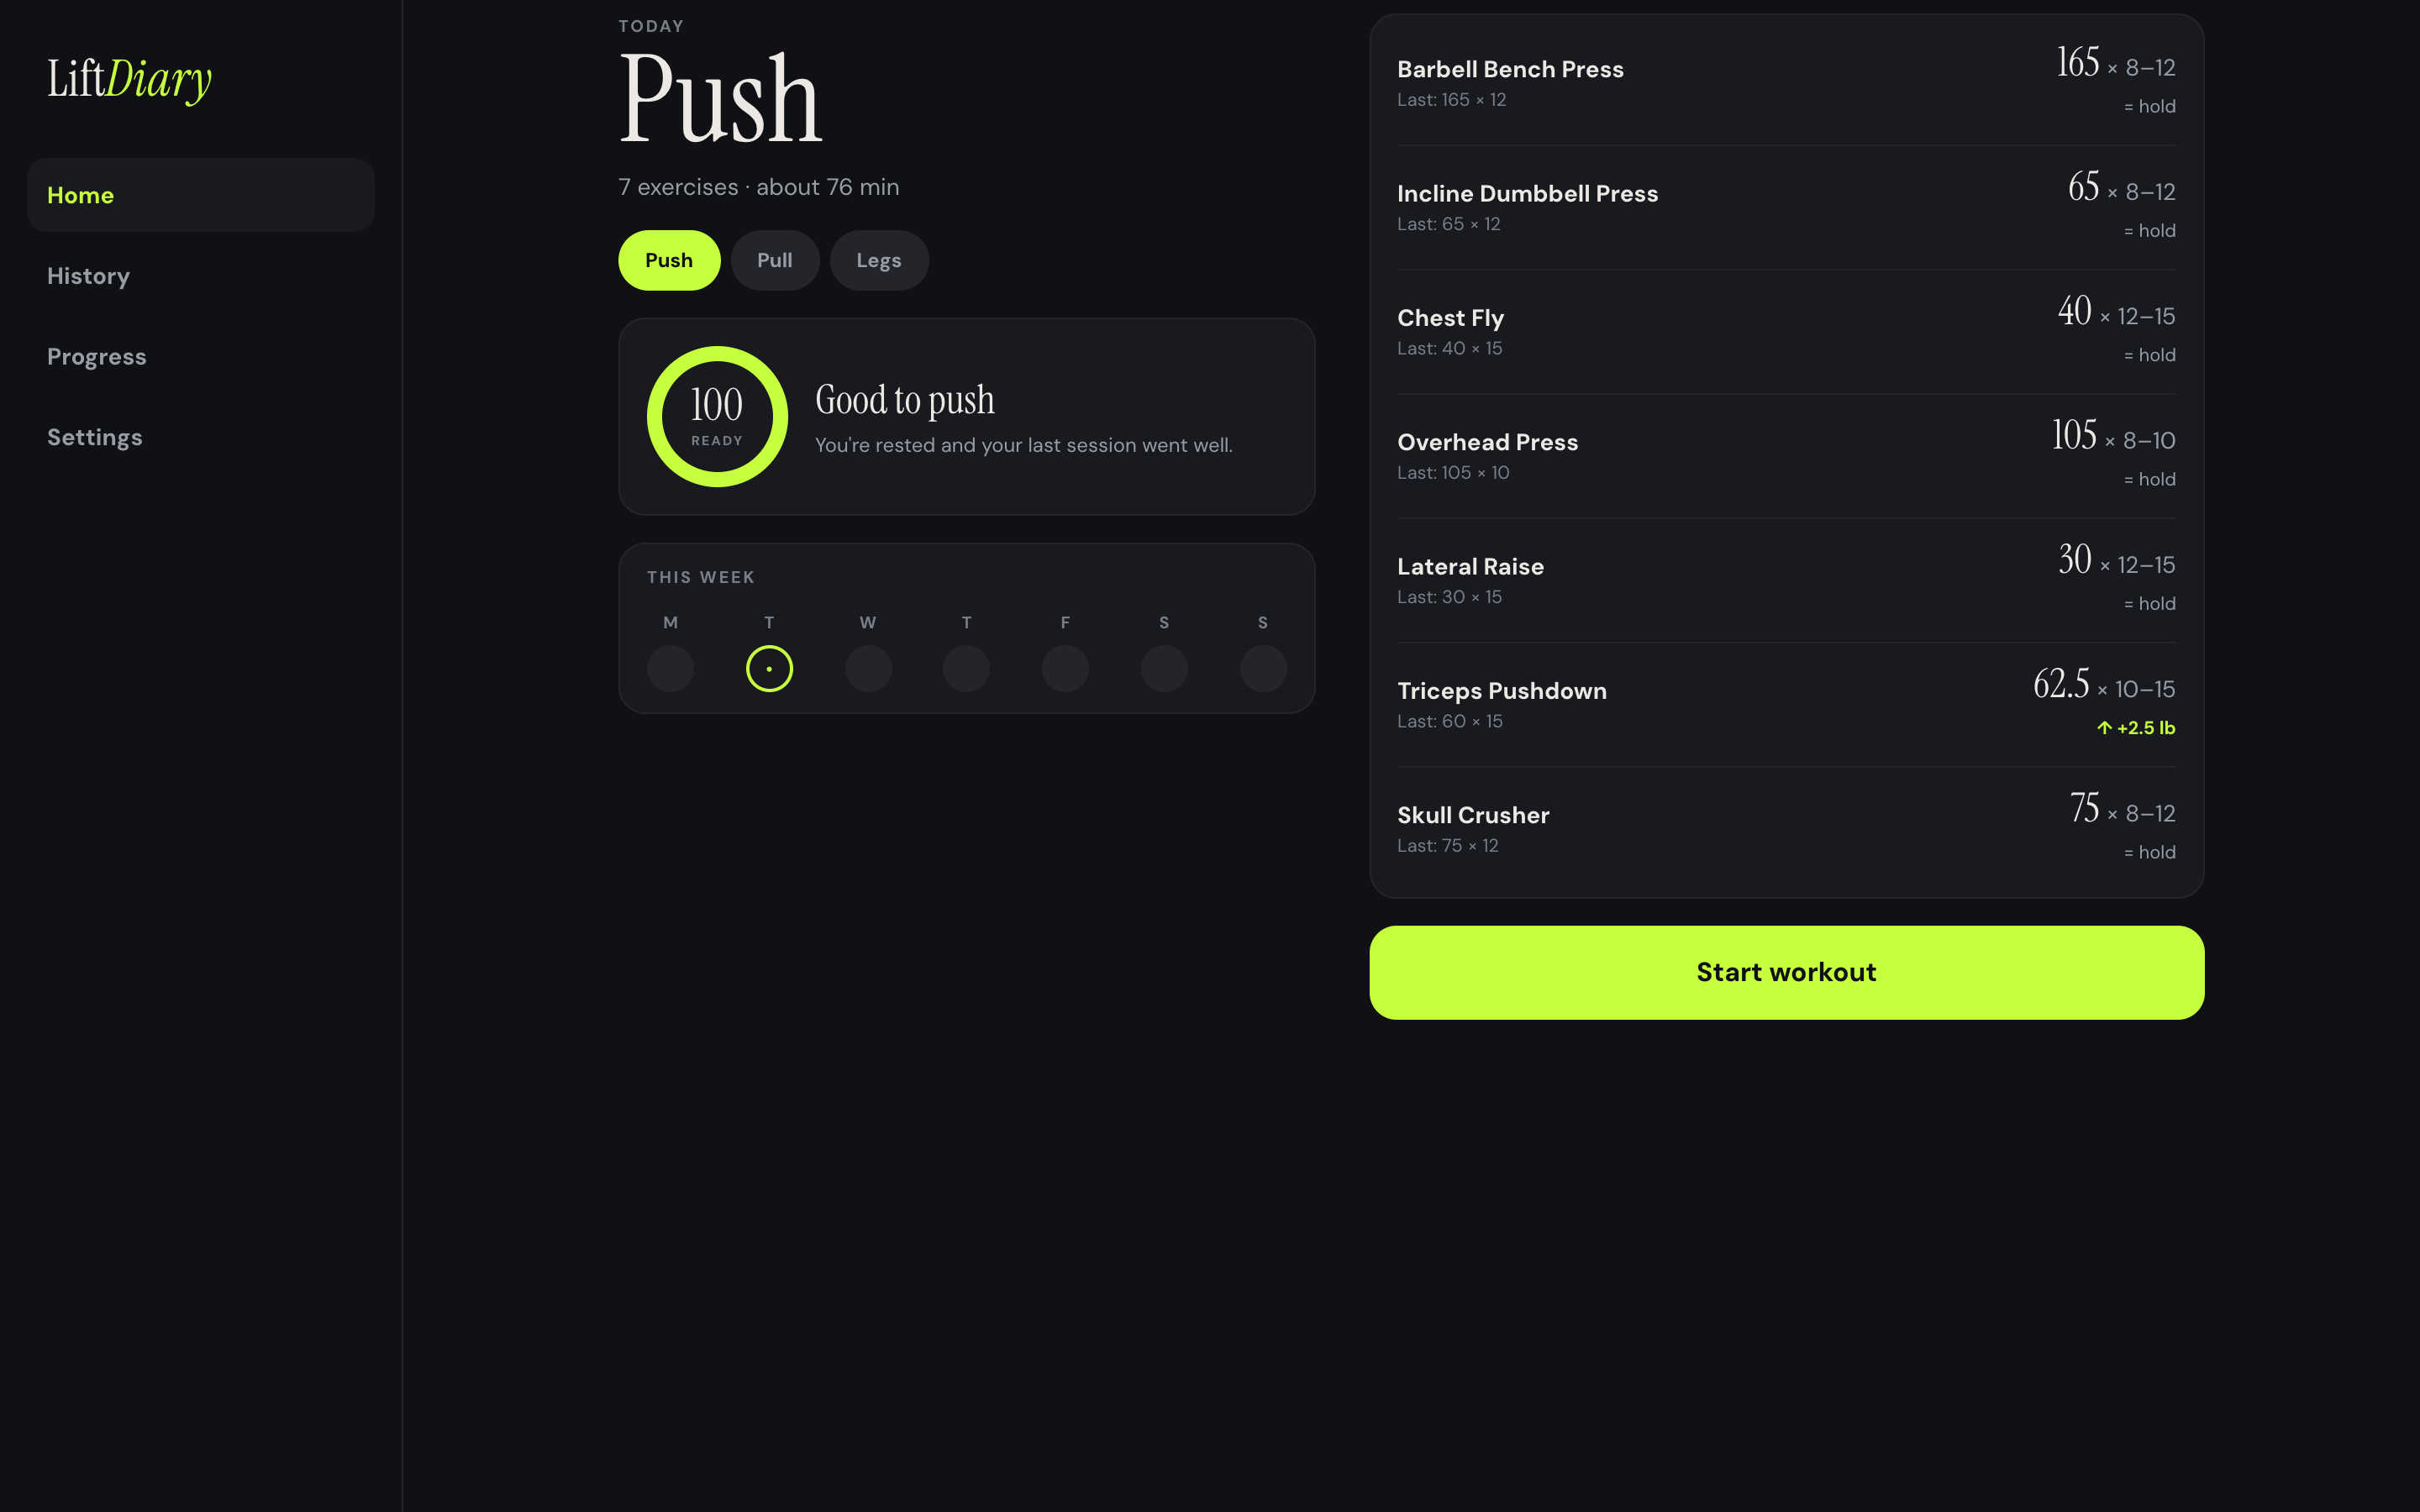 LiftDiary
Home
History
Progress
Settings
TODAY
Push
7 exercises · about 76 min
Push
Pull
Legs
100
READY
Good to push
You're rested and your last session went well.
THIS WEEK
M T W T F S S
Barbell Bench Press
165 × 8–12
Last: 165 × 12
= hold
Incline Dumbbell Press
65 × 8–12
Last: 65 × 12
= hold
Chest Fly
40 × 12–15
Last: 40 × 15
= hold
Overhead Press
105 × 8–10
Last: 105 × 10
= hold
Lateral Raise
30 × 12–15
Last: 30 × 15
= hold
Triceps Pushdown
62.5 × 10–15
Last: 60 × 15
↑ +2.5 lb
Skull Crusher
75 × 8–12
Last: 75 × 12
= hold
Start workout